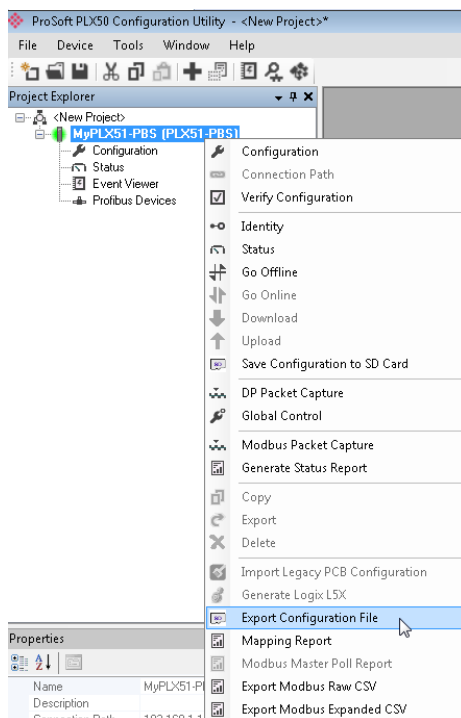 ProSoft PLX50 Configuration Utility - <New Project>*
File Device Tools Window Help
Project Explorer
<New Project>
MyPLX51-PBS (PLX51-PBS)
Configuration
Status
Event Viewer
Profibus Devices
Configuration
Connection Path
Verify Configuration
Identity
Status
Go Offline
Go Online
Download
Upload
Save Configuration to SD Card
DP Packet Capture
Global Control
Modbus Packet Capture
Generate Status Report
Copy
Export
Delete
Import Legacy PCB Configuration
Generate Logix L5X
Export Configuration File
Mapping Report
Modbus Master Poll Report
Export Modbus Raw CSV
Export Modbus Expanded CSV
Properties
Name MyPLX51-P
Description